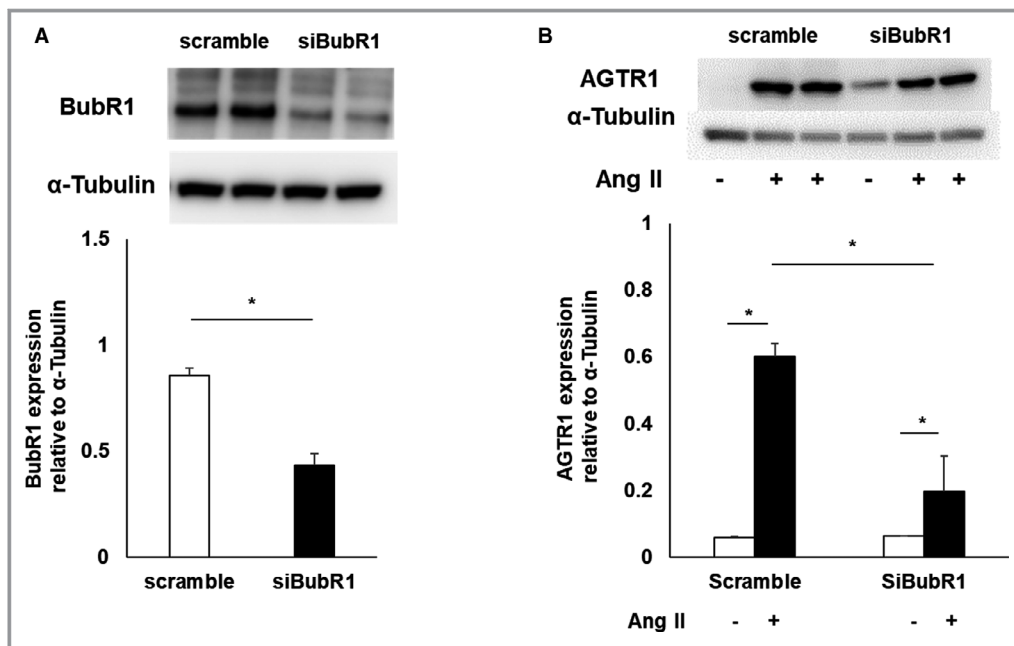 A
scramble siBubR1
BubR1
α-Tubulin
1.5
1
0.5
0
BubR1 expression
relative to α-Tubulin
*
scramble siBubR1
B
scramble siBubR1
AGTR1
α-Tubulin
Ang II - + + - + +
1
0.8
0.6
0.4
0.2
0
AGTR1 expression
relative to α-Tubulin
*
*
*
Scramble SiBubR1
Ang II - + - +